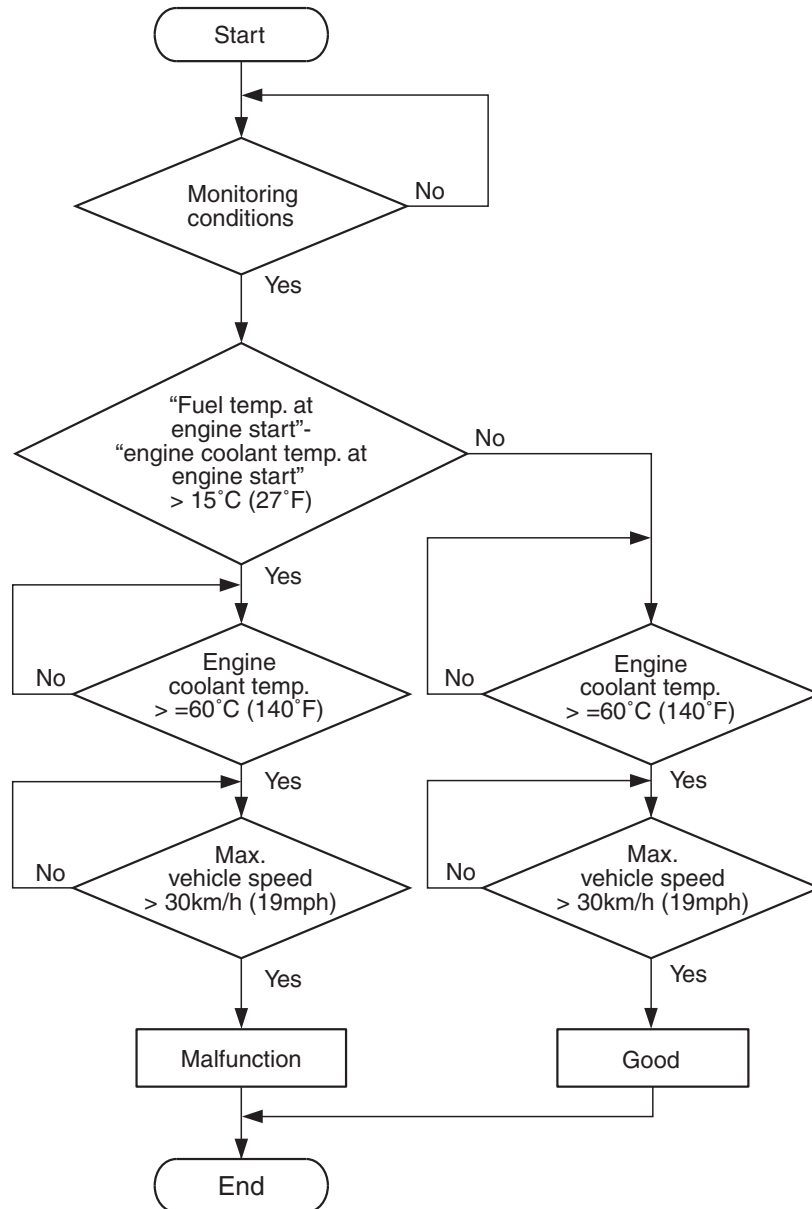 Start
Monitoring
conditions
No
Yes
“Fuel temp. at
engine start”-
“engine coolant temp. at
engine start”
> 15˚C (27˚F)
No
Yes
Engine
coolant temp.
> =60˚C (140˚F)
No
Yes
Engine
coolant temp.
> =60˚C (140˚F)
No
Yes
Max.
vehicle speed
> 30km/h (19mph)
No
Yes
Max.
vehicle speed
> 30km/h (19mph)
No
Yes
Malfunction
Good
End